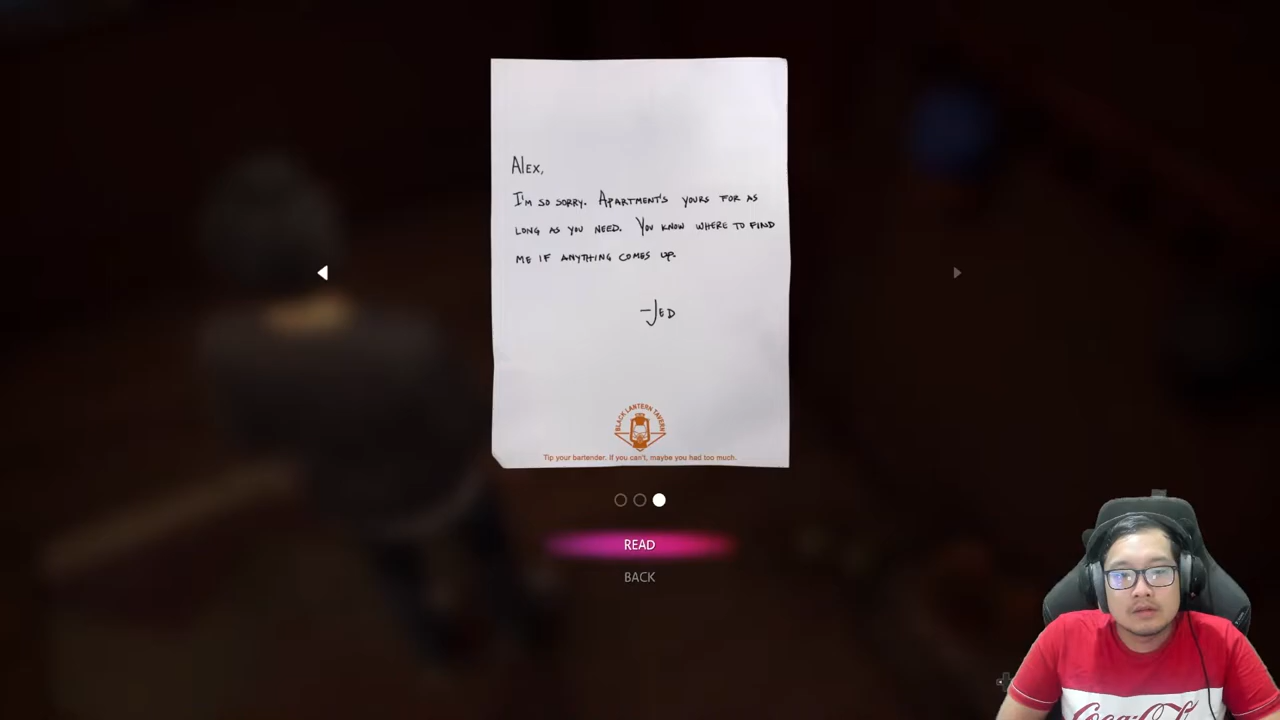 Alex,
I'm so sorry. Apartment's yours for as
long as you need. You know where to find
me if anything comes up.
—Jed
BLACK LANTERN TAVERN
Tip your bartender. If you can't, maybe you had too much.
READ
BACK
Coca-Cola